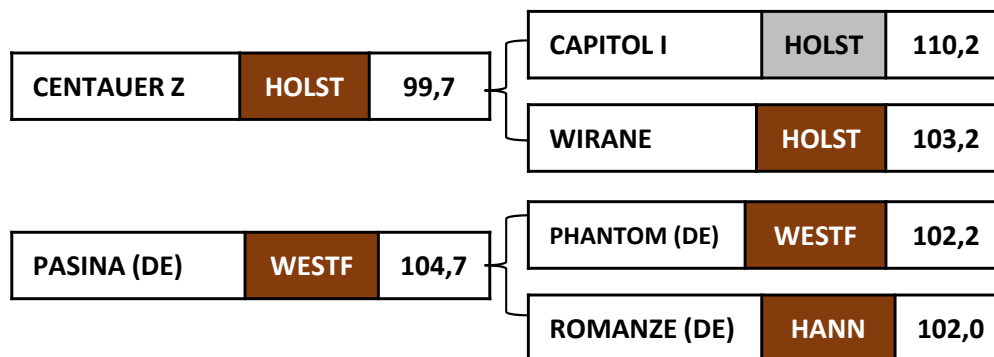 CAPITOL I HOLST 110,2
CENTAUER Z HOLST 99,7
WIRANE HOLST 103,2
PHANTOM (DE) WESTF 102,2
PASINA (DE) WESTF 104,7
ROMANZE (DE) HANN 102,0